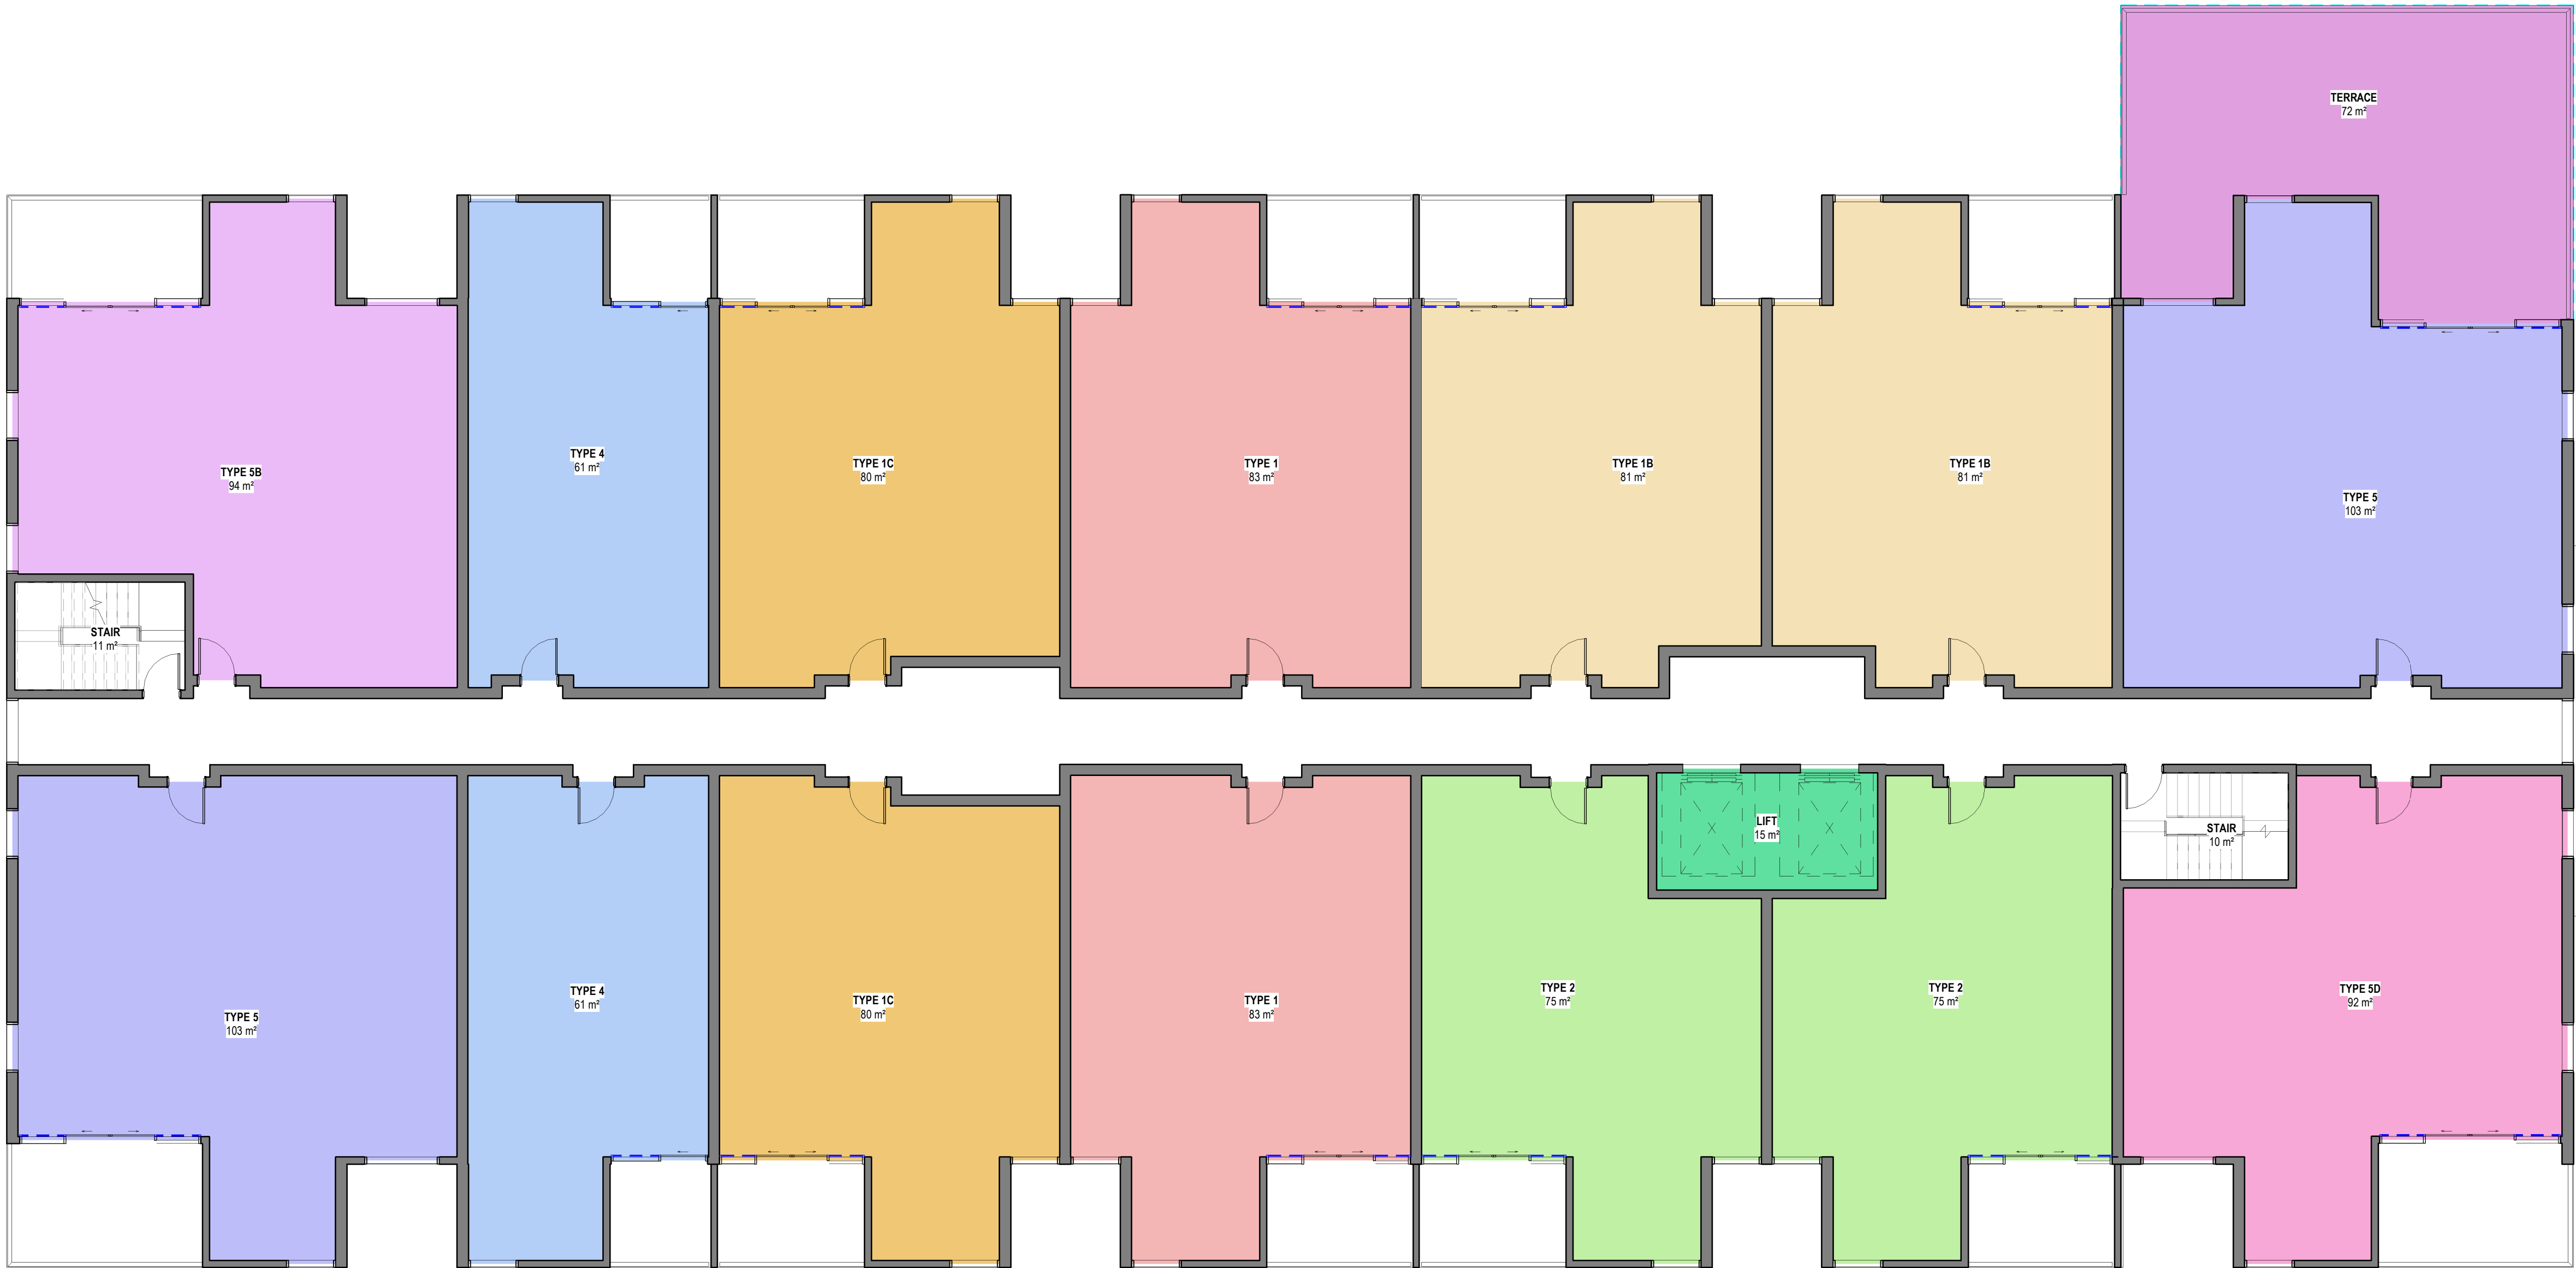 TERRACE
72 m²
TYPE 5B
94 m²
TYPE 4
61 m²
TYPE 1C
80 m²
TYPE 1
83 m²
TYPE 1B
81 m²
TYPE 1B
81 m²
TYPE 5
103 m²
STAIR
11 m²
LIFT
15 m²
STAIR
10 m²
TYPE 5
103 m²
TYPE 4
61 m²
TYPE 1C
80 m²
TYPE 1
83 m²
TYPE 2
75 m²
TYPE 2
75 m²
TYPE 5D
92 m²